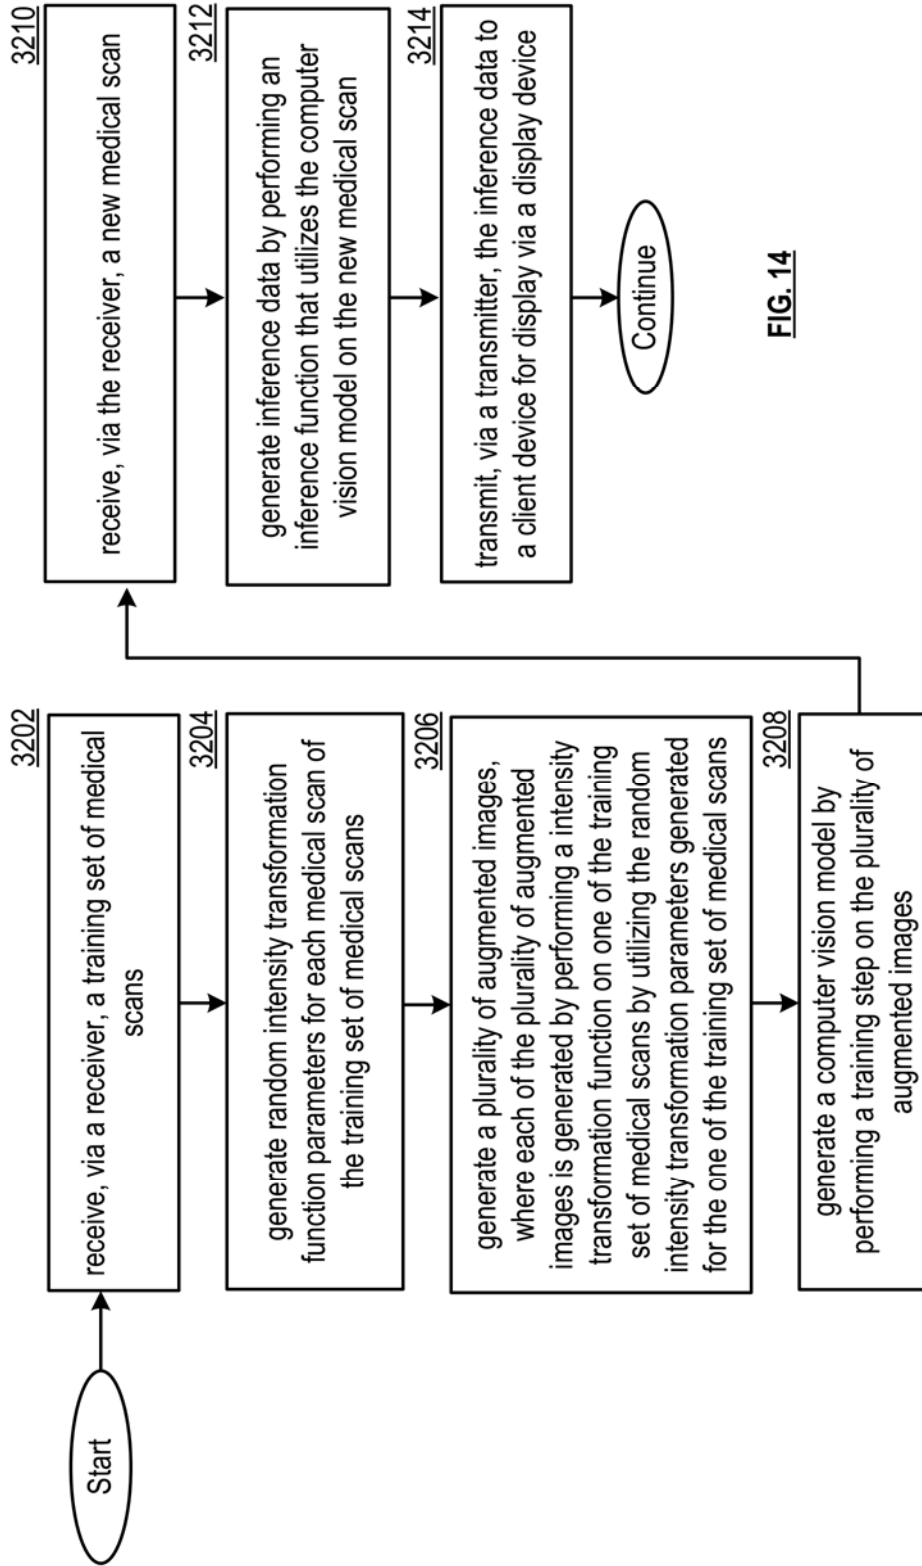 Start
3202
receive, via a receiver, a training set of medical
scans
3204
generate random intensity transformation
function parameters for each medical scan of
the training set of medical scans
3206
generate a plurality of augmented images,
where each of the plurality of augmented
images is generated by performing a intensity
transformation function on one of the training
set of medical scans by utilizing the random
intensity transformation parameters generated
for the one of the training set of medical scans
3208
generate a computer vision model by
performing a training step on the plurality of
augmented images
3210
receive, via the receiver, a new medical scan
3212
generate inference data by performing an
inference function that utilizes the computer
vision model on the new medical scan
3214
transmit, via a transmitter, the inference data to
a client device for display via a display device
Continue
FIG. 14